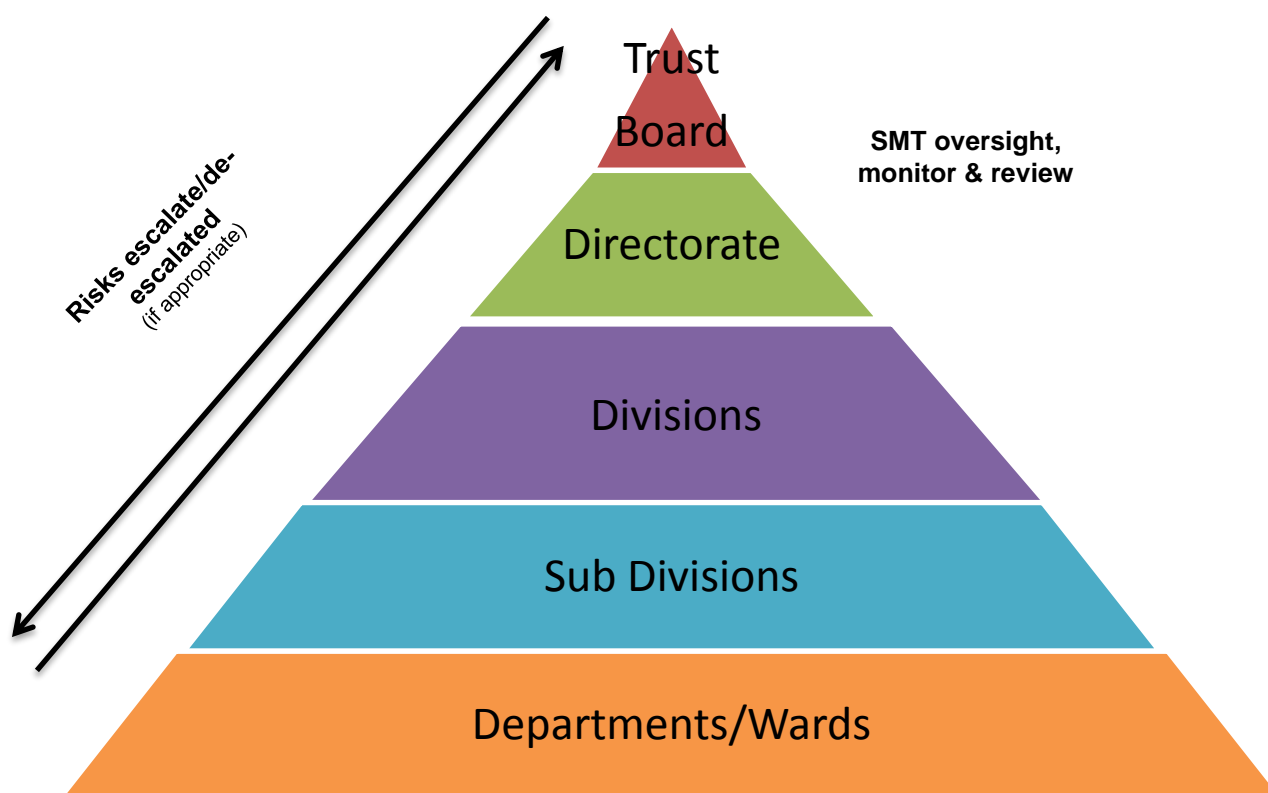 Trust
Board
SMT oversight,
monitor & review
Risks escalate/de-
escalated
(if appropriate)
Directorate
Divisions
Sub Divisions
Departments/Wards